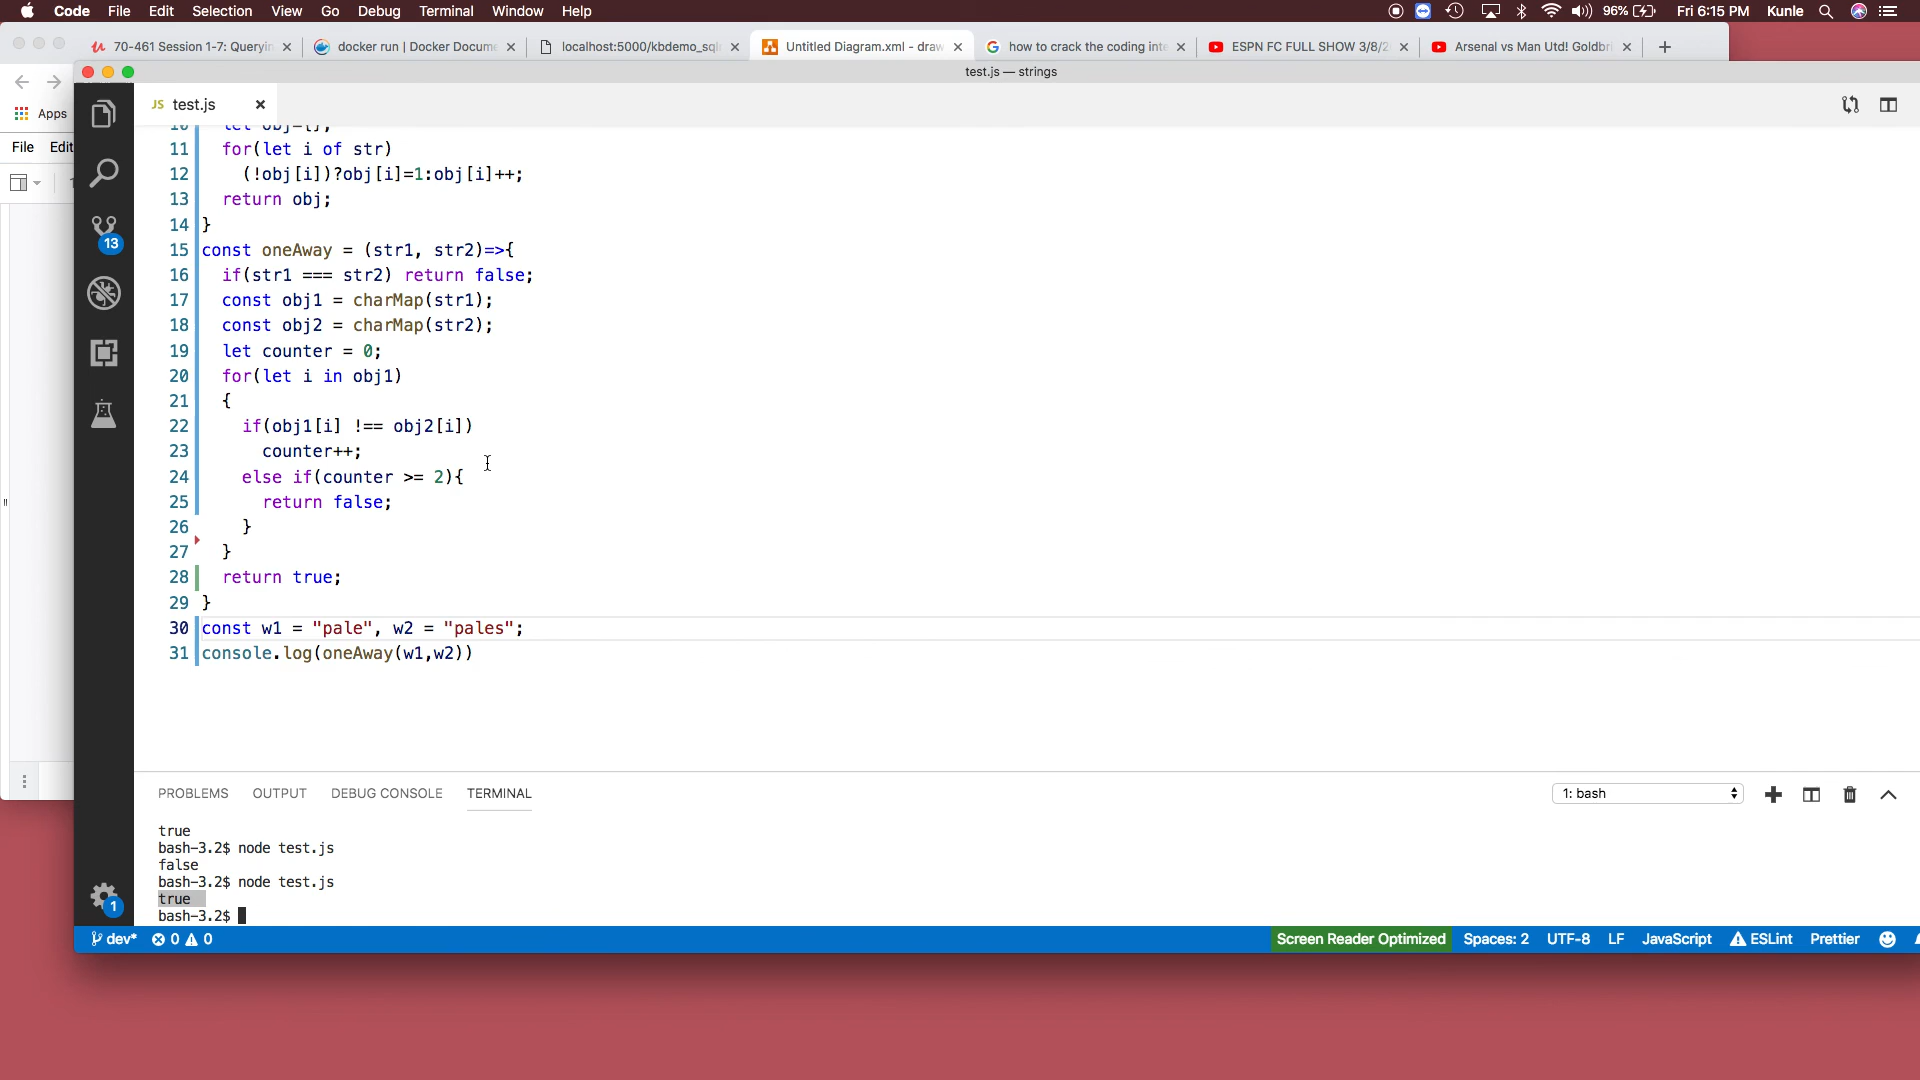 Code File Edit Selection View Go Debug Terminal Window Help 96% Fri 6:15 PM Kunle
70-461 Session 1-7: Queryin docker run | Docker Docume localhost:5000/kbdemo_sql Untitled Diagram.xml - draw how to crack the coding inte ESPN FC FULL SHOW 3/8/2 Arsenal vs Man Utd! Goldbri
test.js — strings
Apps
JS test.js
File Edit
10 let obj={};
11 for(let i of str)
12 (!obj[i])?obj[i]=1:obj[i]++;
13 return obj;
14 }
15 const oneAway = (str1, str2)=>{
16 if(str1 === str2) return false;
17 const obj1 = charMap(str1);
18 const obj2 = charMap(str2);
19 let counter = 0;
20 for(let i in obj1)
21 {
22 if(obj1[i] !== obj2[i])
23 counter++;
24 else if(counter >= 2){
25 return false;
26 }
27 }
28 return true;
29 }
30 const w1 = "pale", w2 = "pales";
31 console.log(oneAway(w1,w2))
13
1
PROBLEMS OUTPUT DEBUG CONSOLE TERMINAL 1: bash
true
bash-3.2$ node test.js
false
bash-3.2$ node test.js
true
bash-3.2$
dev* 0 0 Screen Reader Optimized Spaces: 2 UTF-8 LF JavaScript ESLint Prettier